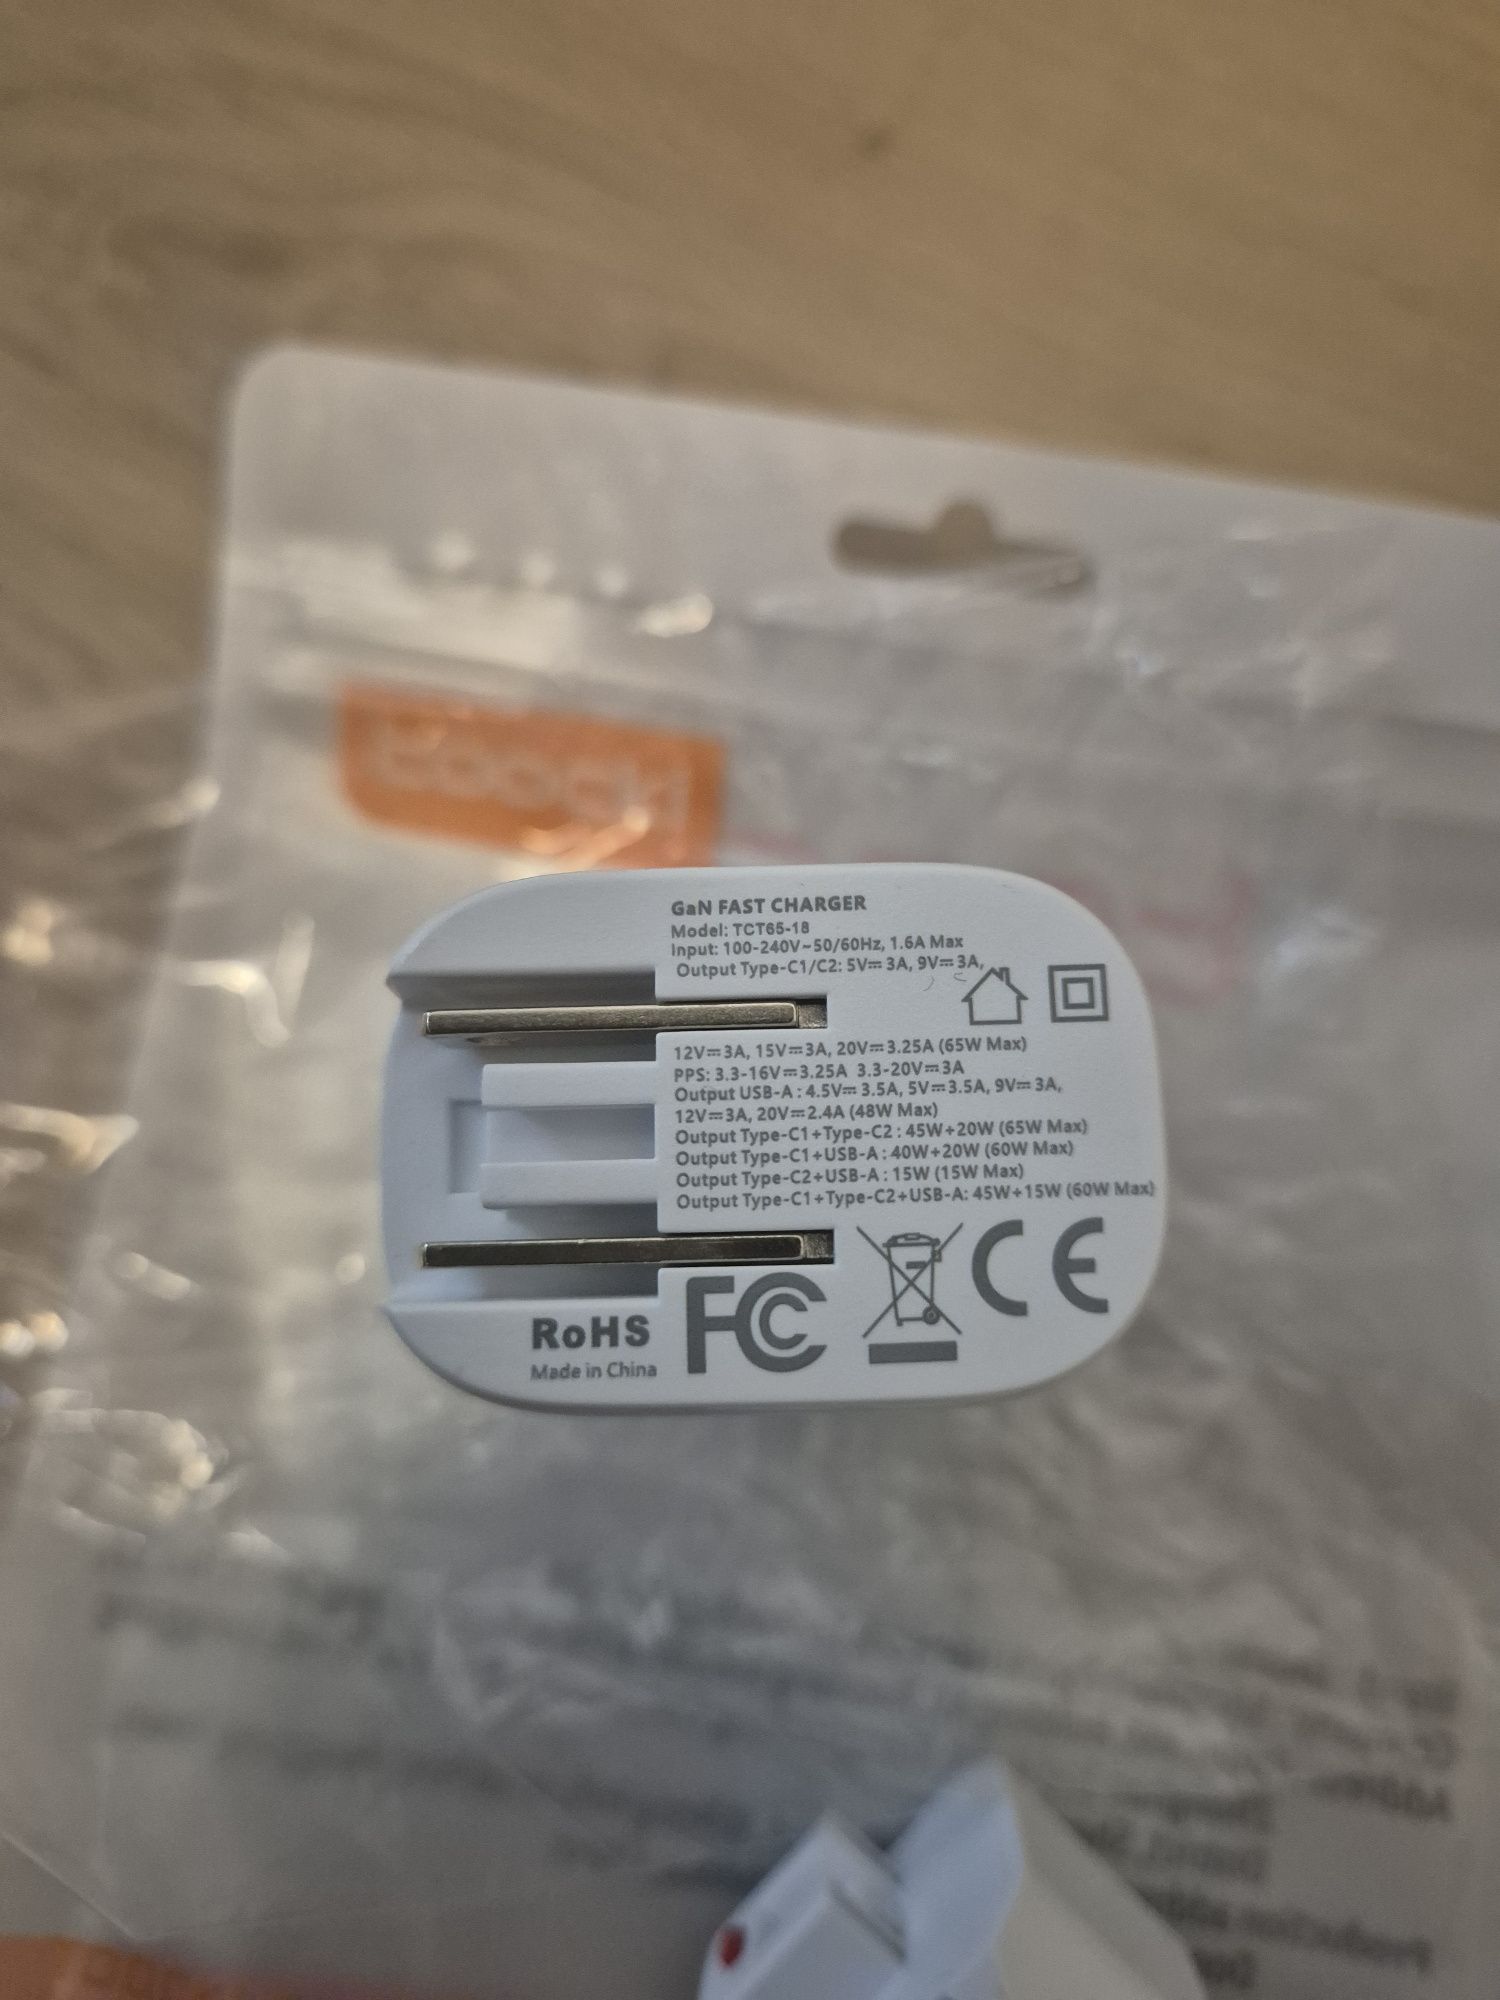 toocki
GaN FAST CHARGER
Model: TCT65-18
Input: 100-240V~50/60Hz, 1.6A Max
Output Type-C1/C2: 5V⎓3A, 9V⎓3A,
12V⎓3A, 15V⎓3A, 20V⎓3.25A (65W Max)
PPS: 3.3-16V⎓3.25A 3.3-20V⎓3A
Output USB-A : 4.5V⎓3.5A, 5V⎓3.5A, 9V⎓3A,
12V⎓3A, 20V⎓2.4A (48W Max)
Output Type-C1+Type-C2 : 45W+20W (65W Max)
Output Type-C1+USB-A : 40W+20W (60W Max)
Output Type-C2+USB-A : 15W (15W Max)
Output Type-C1+Type-C2+USB-A: 45W+15W (60W Max)
RoHS
Made in China
FC CE